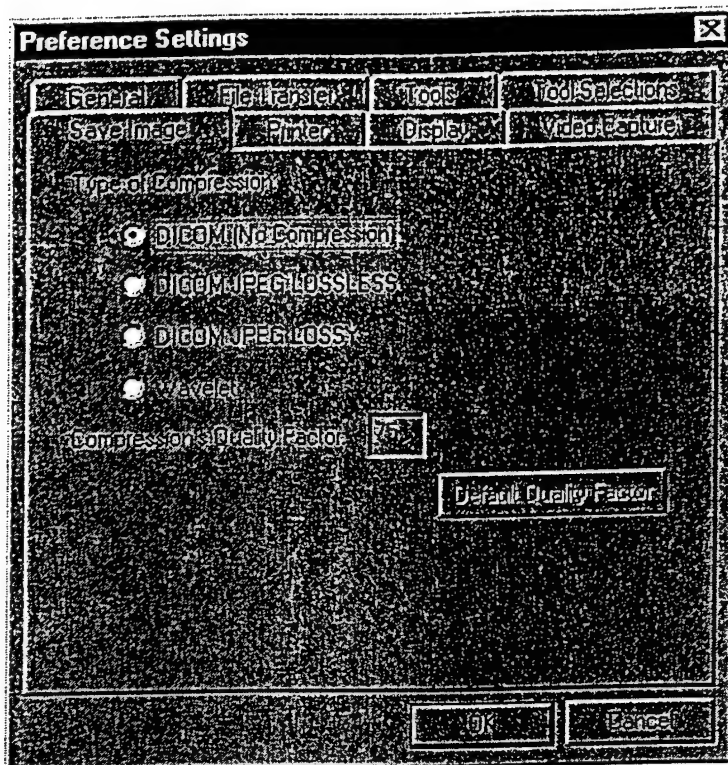 Preference Settings
General File Transfer Tools Tool Selections
Save Image Printer Display Video Capture
Type of Compression
DICOM (No Compression)
DICOM JPEG LOSSLESS
DICOM JPEG LOSSY
Wavelet
Compression Quality Factor 75
Default Quality Factor
OK Cancel